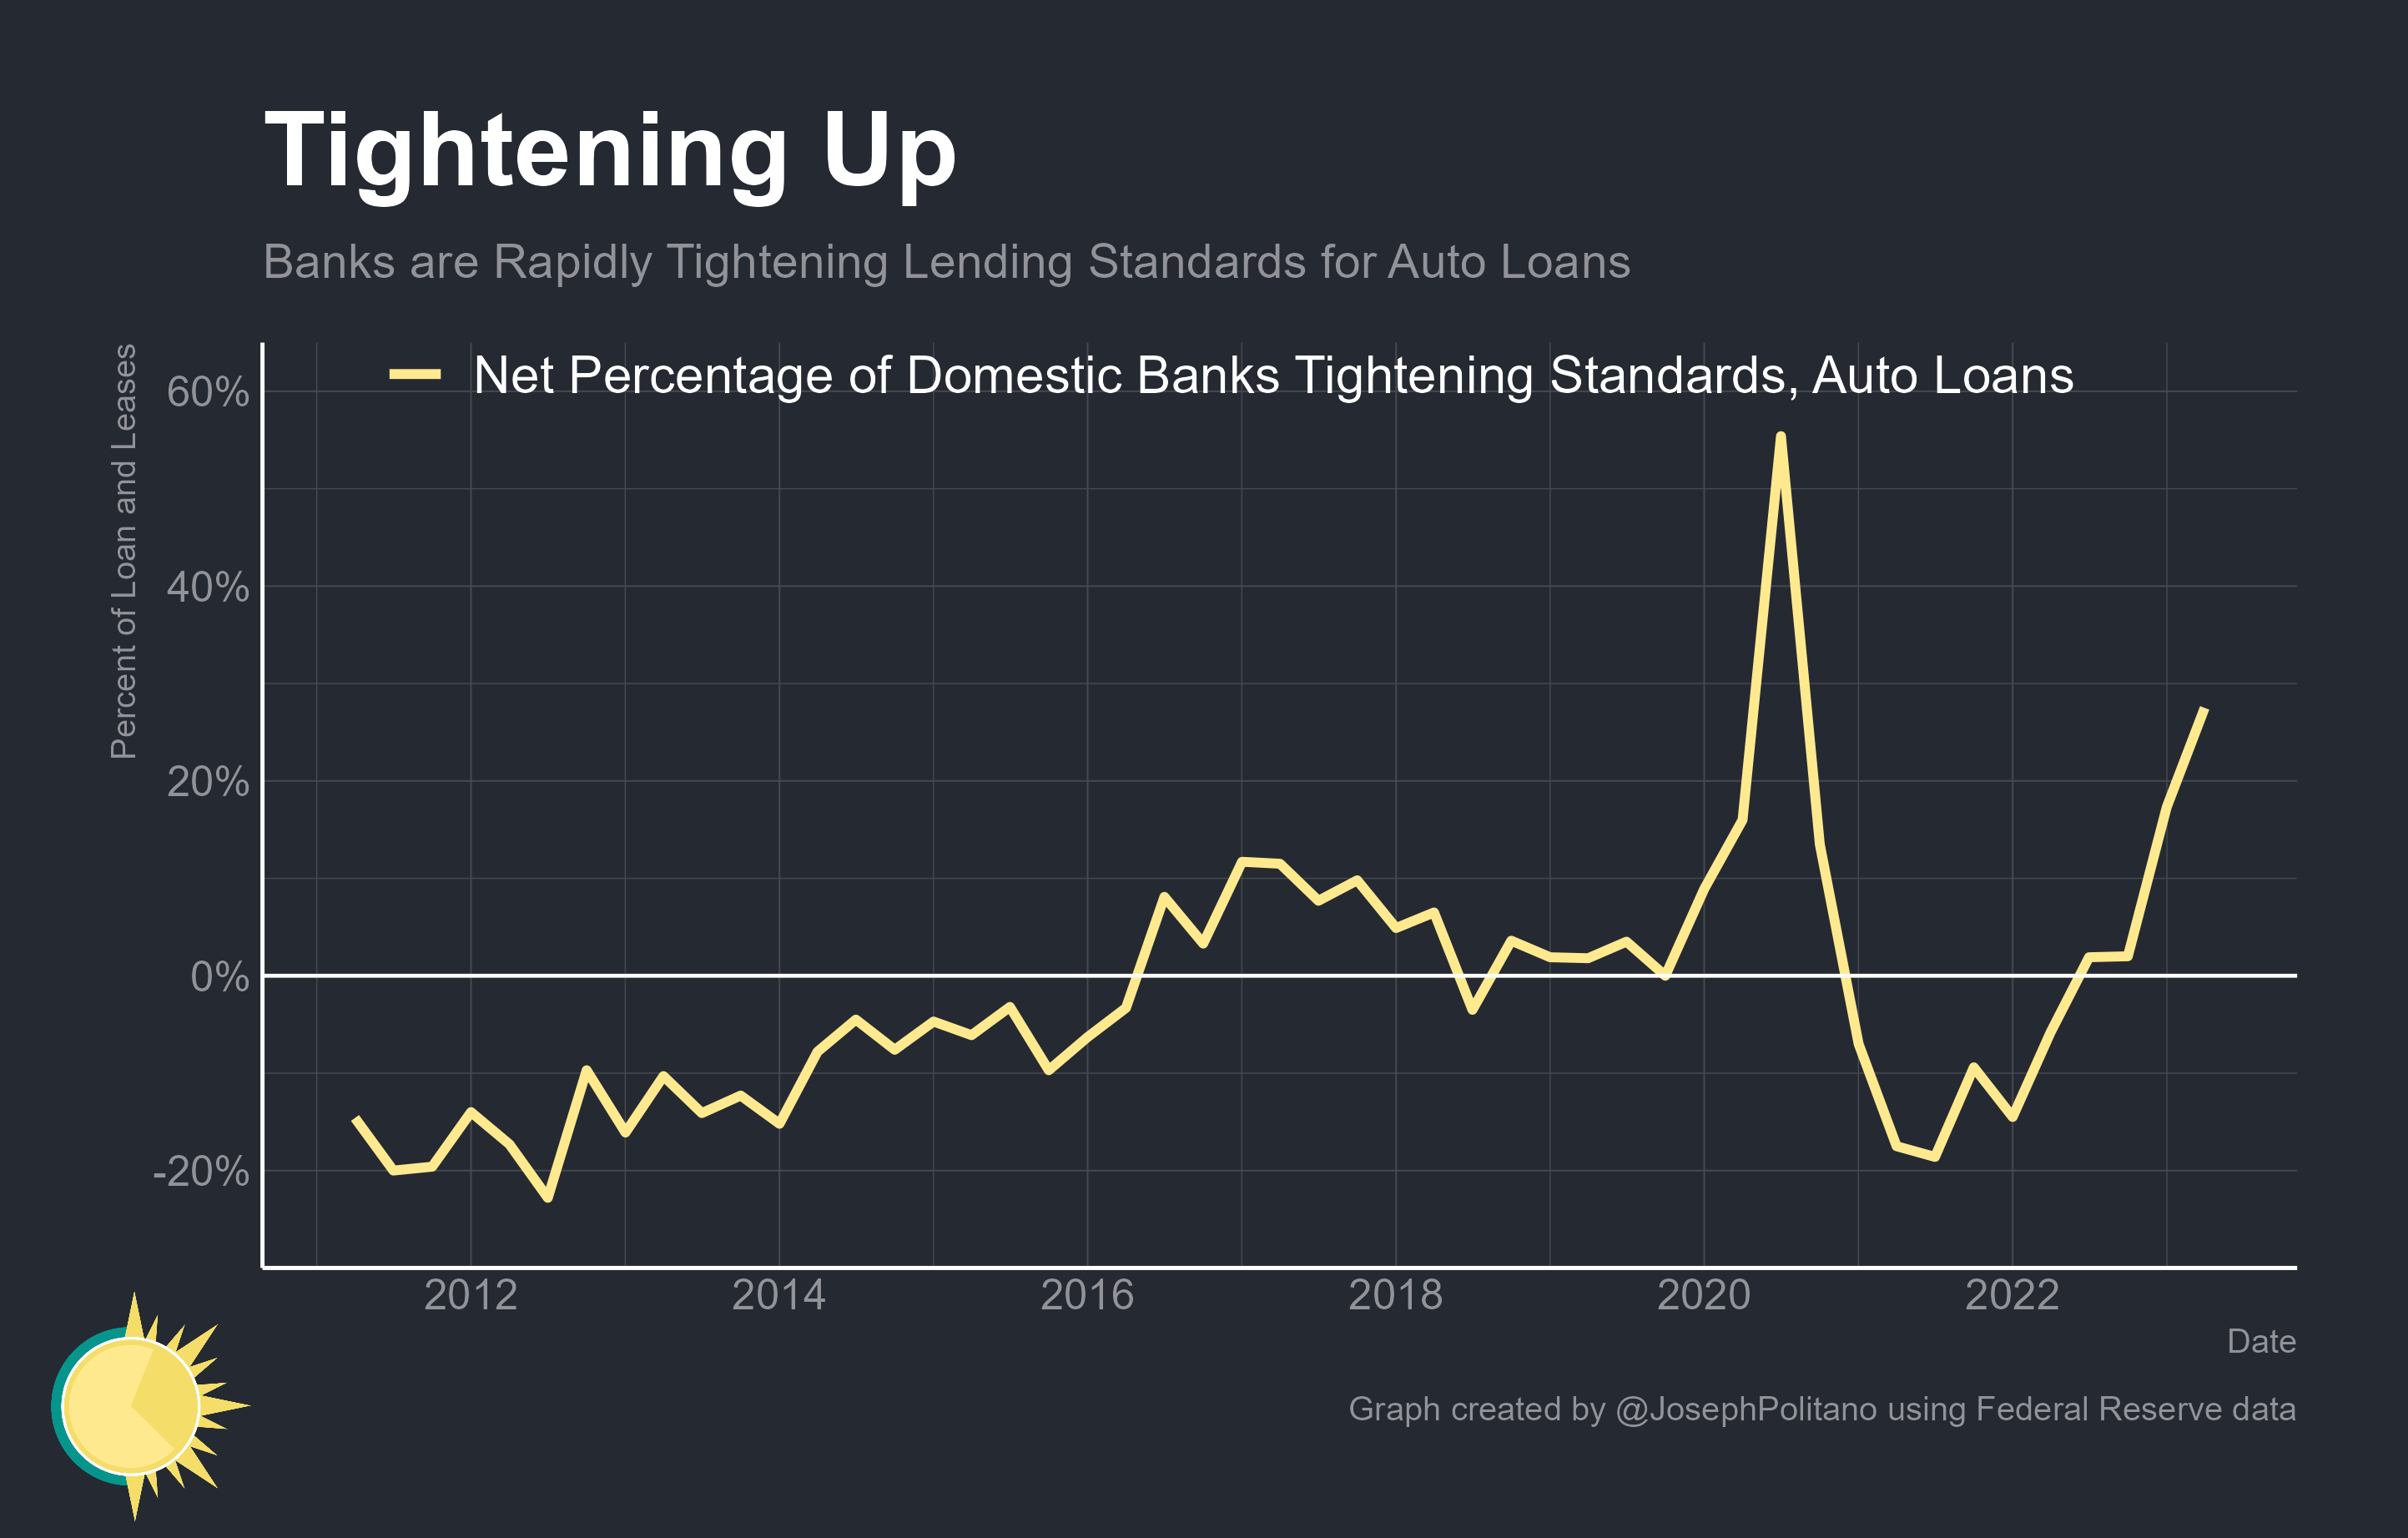 Tightening Up
Banks are Rapidly Tightening Lending Standards for Auto Loans
Percent of Loan and Leases
Net Percentage of Domestic Banks Tightening Standards, Auto Loans
60%
40%
20%
0%
-20%
2012 2014 2016 2018 2020 2022
Date
Graph created by @JosephPolitano using Federal Reserve data